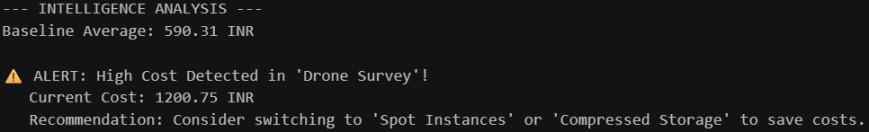 --- INTELLIGENCE ANALYSIS ---
Baseline Average: 590.31 INR
⚠️ ALERT: High Cost Detected in 'Drone Survey'!
Current Cost: 1200.75 INR
Recommendation: Consider switching to 'Spot Instances' or 'Compressed Storage' to save costs.